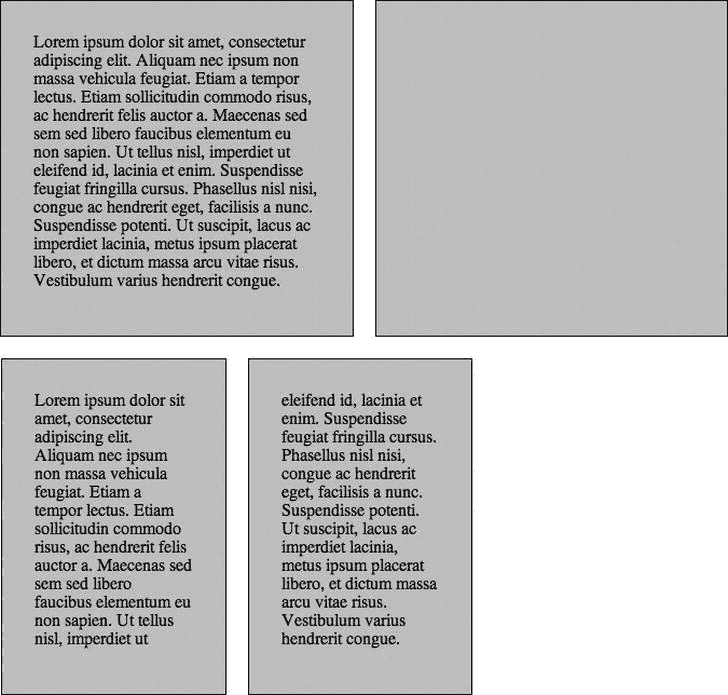 Lorem ipsum dolor sit amet, consectetur
adipiscing elit. Aliquam nec ipsum non
massa vehicula feugiat. Etiam a tempor
lectus. Etiam sollicitudin commodo risus,
ac hendrerit felis auctor a. Maecenas sed
sem sed libero faucibus elementum eu
non sapien. Ut tellus nisl, imperdiet ut
eleifend id, lacinia et enim. Suspendisse
feugiat fringilla cursus. Phasellus nisl nisi,
congue ac hendrerit eget, facilisis a nunc.
Suspendisse potenti. Ut suscipit, lacus ac
imperdiet lacinia, metus ipsum placerat
libero, et dictum massa arcu vitae risus.
Vestibulum varius hendrerit congue.
Lorem ipsum dolor sit
amet, consectetur
adipiscing elit.
Aliquam nec ipsum
non massa vehicula
feugiat. Etiam a
tempor lectus. Etiam
sollicitudin commodo
risus, ac hendrerit felis
auctor a. Maecenas sed
sem sed libero
faucibus elementum eu
non sapien. Ut tellus
nisl, imperdiet ut
eleifend id, lacinia et
enim. Suspendisse
feugiat fringilla cursus.
Phasellus nisl nisi,
congue ac hendrerit
eget, facilisis a nunc.
Suspendisse potenti.
Ut suscipit, lacus ac
imperdiet lacinia,
metus ipsum placerat
libero, et dictum massa
arcu vitae risus.
Vestibulum varius
hendrerit congue.